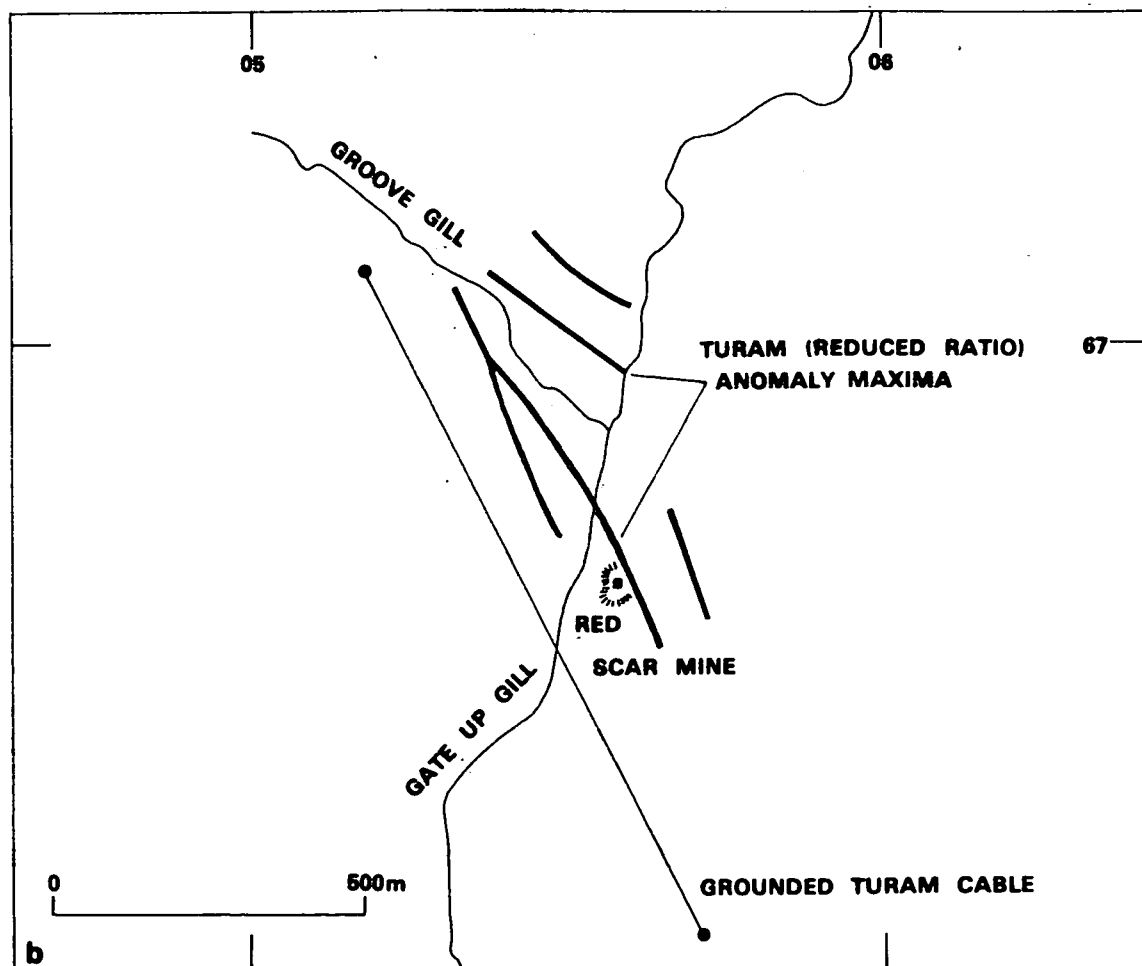 05
06
GROOVE GILL
TURAM (REDUCED RATIO) 67
ANOMALY MAXIMA
RED
SCAR MINE
GATE UP GILL
0 500m
GROUNDED TURAM CABLE
b